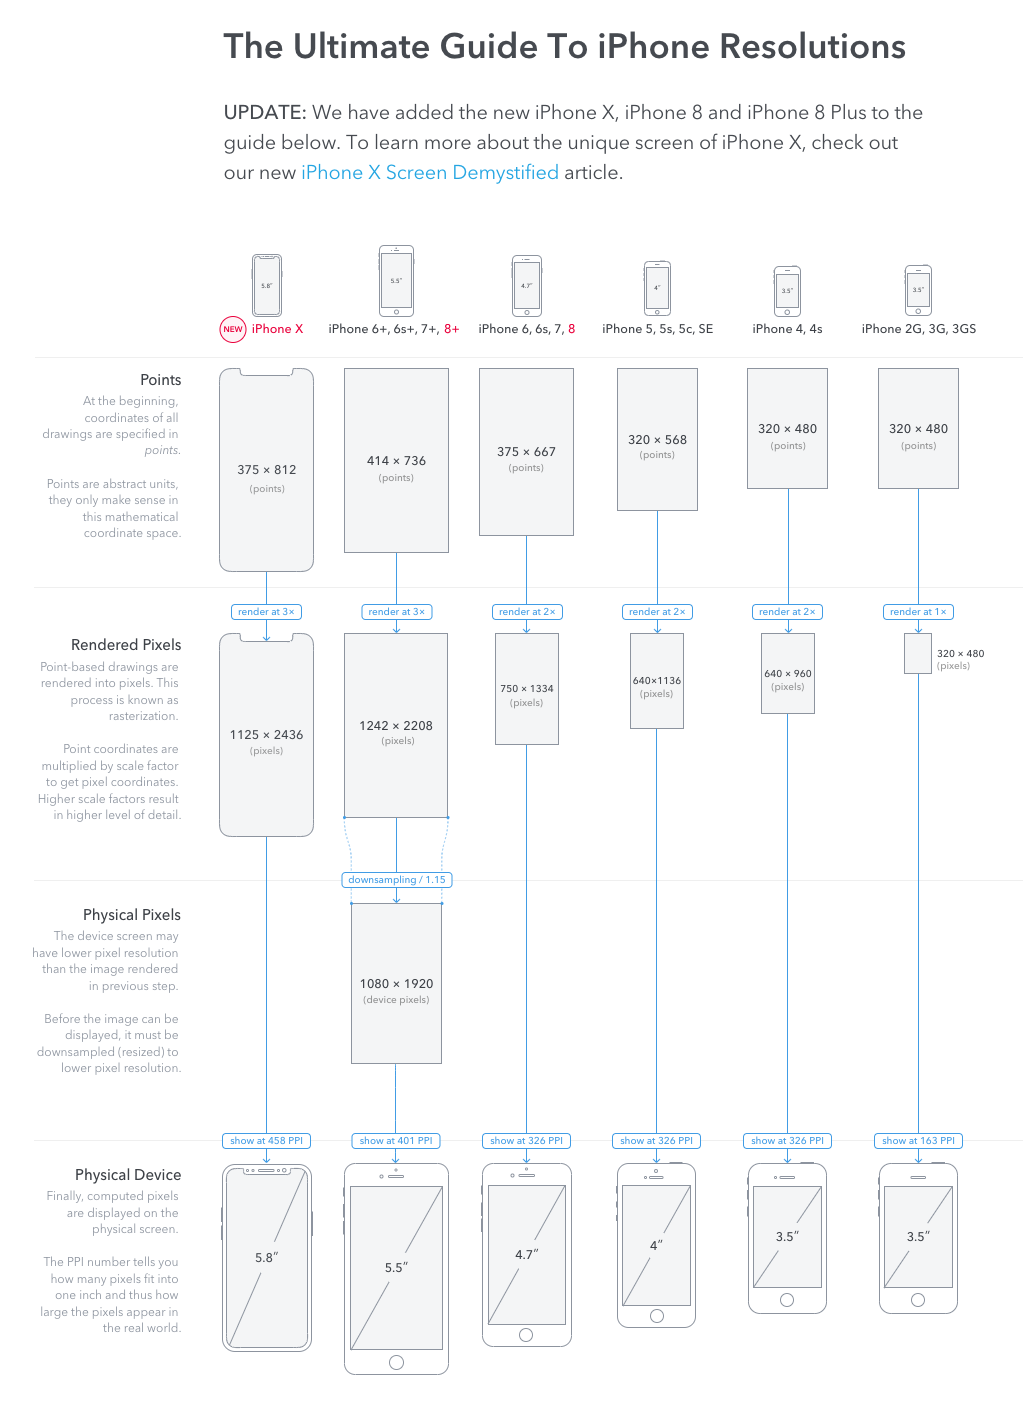 The Ultimate Guide To iPhone Resolutions
UPDATE: We have added the new iPhone X, iPhone 8 and iPhone 8 Plus to the
guide below. To learn more about the unique screen of iPhone X, check out
our new iPhone X Screen Demystified article.
5.8″
5.5″
4.7″
4″
3.5″
3.5″
NEW iPhone X
iPhone 6+, 6s+, 7+, 8+
iPhone 6, 6s, 7, 8
iPhone 5, 5s, 5c, SE
iPhone 4, 4s
iPhone 2G, 3G, 3GS
Points
At the beginning,
coordinates of all
drawings are specified in
points.
Points are abstract units,
they only make sense in
this mathematical
coordinate space.
375 × 812
(points)
414 × 736
(points)
375 × 667
(points)
320 × 568
(points)
320 × 480
(points)
320 × 480
(points)
render at 3×
render at 3×
render at 2×
render at 2×
render at 2×
render at 1×
Rendered Pixels
Point-based drawings are
rendered into pixels. This
process is known as
rasterization.
Point coordinates are
multiplied by scale factor
to get pixel coordinates.
Higher scale factors result
in higher level of detail.
1125 × 2436
(pixels)
1242 × 2208
(pixels)
750 × 1334
(pixels)
640×1136
(pixels)
640 × 960
(pixels)
320 × 480
(pixels)
downsampling / 1.15
Physical Pixels
The device screen may
have lower pixel resolution
than the image rendered
in previous step.
Before the image can be
displayed, it must be
downsampled (resized) to
lower pixel resolution.
1080 × 1920
(device pixels)
show at 458 PPI
show at 401 PPI
show at 326 PPI
show at 326 PPI
show at 326 PPI
show at 163 PPI
Physical Device
Finally, computed pixels
are displayed on the
physical screen.
The PPI number tells you
how many pixels fit into
one inch and thus how
large the pixels appear in
the real world.
5.8″
5.5″
4.7″
4″
3.5″
3.5″